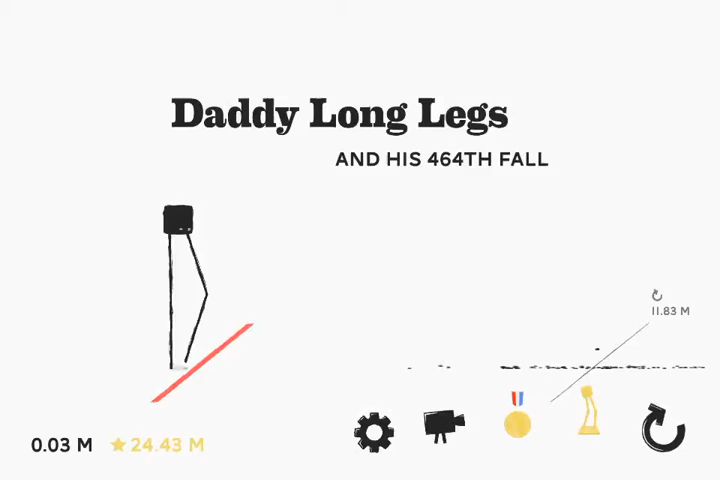 Daddy Long Legs
AND HIS 464TH FALL
11.83 M
0.03 M
24.43 M